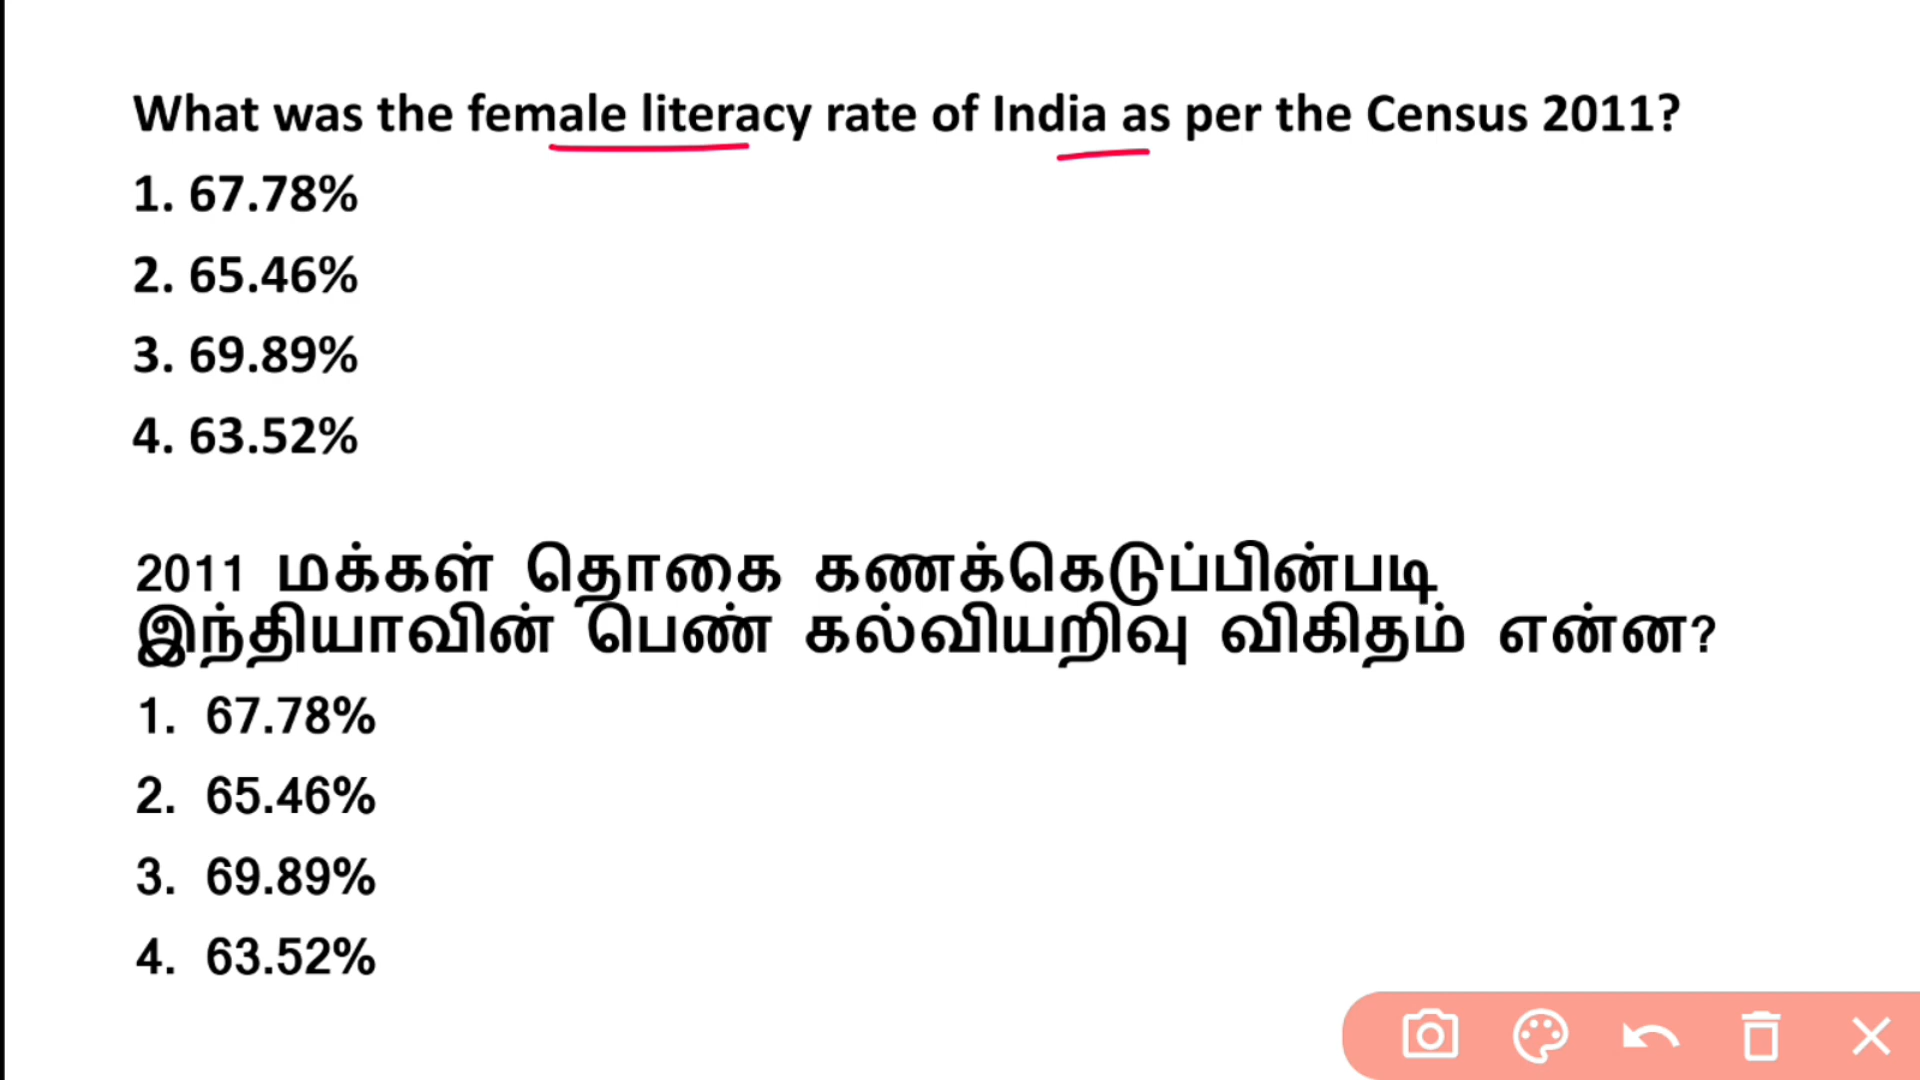 What was the female literacy rate of India as per the Census 2011?
1. 67.78%
2. 65.46%
3. 69.89%
4. 63.52%
2011 மக்கள் தொகை கணக்கெடுப்பின்படி
இந்தியாவின் பெண் கல்வியறிவு விகிதம் என்ன?
1. 67.78%
2. 65.46%
3. 69.89%
4. 63.52%